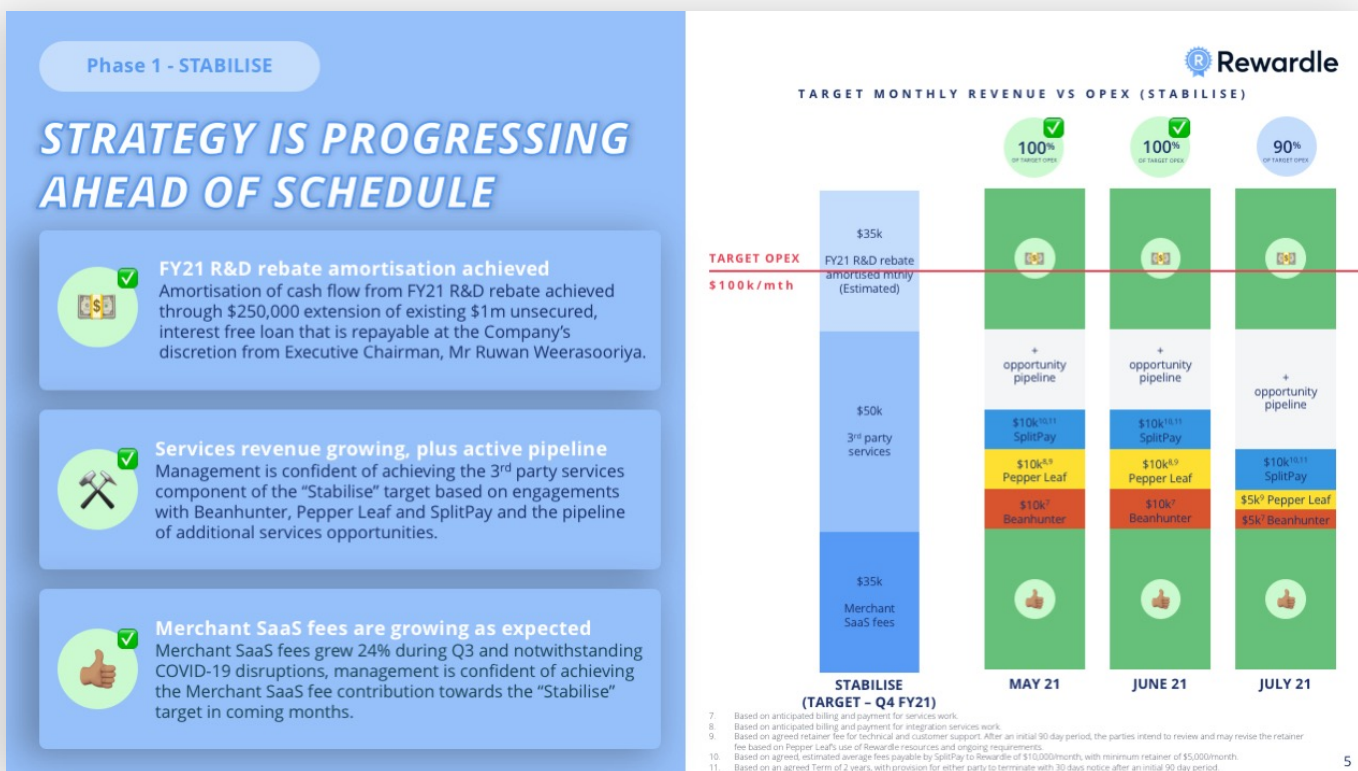 Phase 1 - STABILISE
STRATEGY IS PROGRESSING
AHEAD OF SCHEDULE
FY21 R&D rebate amortisation achieved
Amortisation of cash flow from FY21 R&D rebate achieved
through $250,000 extension of existing $1m unsecured,
interest free loan that is repayable at the Company's
discretion from Executive Chairman, Mr Ruwan Weerasooriya.
Services revenue growing, plus active pipeline
Management is confident of achieving the 3rd party services
component of the “Stabilise” target based on engagements
with Beanhunter, Pepper Leaf and SplitPay and the pipeline
of additional services opportunities.
Merchant SaaS fees are growing as expected
Merchant SaaS fees grew 24% during Q3 and notwithstanding
COVID-19 disruptions, management is confident of achieving
the Merchant SaaS fee contribution towards the “Stabilise”
target in coming months.
R Rewardle
TARGET MONTHLY REVENUE VS OPEX (STABILISE)
100%
OF TARGET OPEX
100%
OF TARGET OPEX
90%
OF TARGET OPEX
TARGET OPEX
$100k/mth
$35k
FY21 R&D rebate
amortised mthly
(Estimated)
$50k
3rd party
services
$35k
Merchant
SaaS fees
STABILISE
(TARGET – Q4 FY21)
+
opportunity
pipeline
$10k10,11
SplitPay
$10k8,9
Pepper Leaf
$10k7
Beanhunter
MAY 21
+
opportunity
pipeline
$10k10,11
SplitPay
$10k8,9
Pepper Leaf
$10k7
Beanhunter
JUNE 21
+
opportunity
pipeline
$10k10,11
SplitPay
$5k9 Pepper Leaf
$5k7 Beanhunter
JULY 21
7. Based on anticipated billing and payment for services work.
8. Based on anticipated billing and payment for integration services work.
9. Based on agreed retainer fee for technical and customer support. After an initial 90 day period, the parties intend to review and may revise the retainer
fee based on Pepper Leaf's use of Rewardle resources and ongoing requirements.
10. Based on agreed, estimated average fees payable by SplitPay to Rewardle of $10,000/month, with minimum retainer of $5,000/month.
11. Based on an agreed Term of 2 years, with provision for either party to terminate with 30 days notice after an initial 90 day period.
5